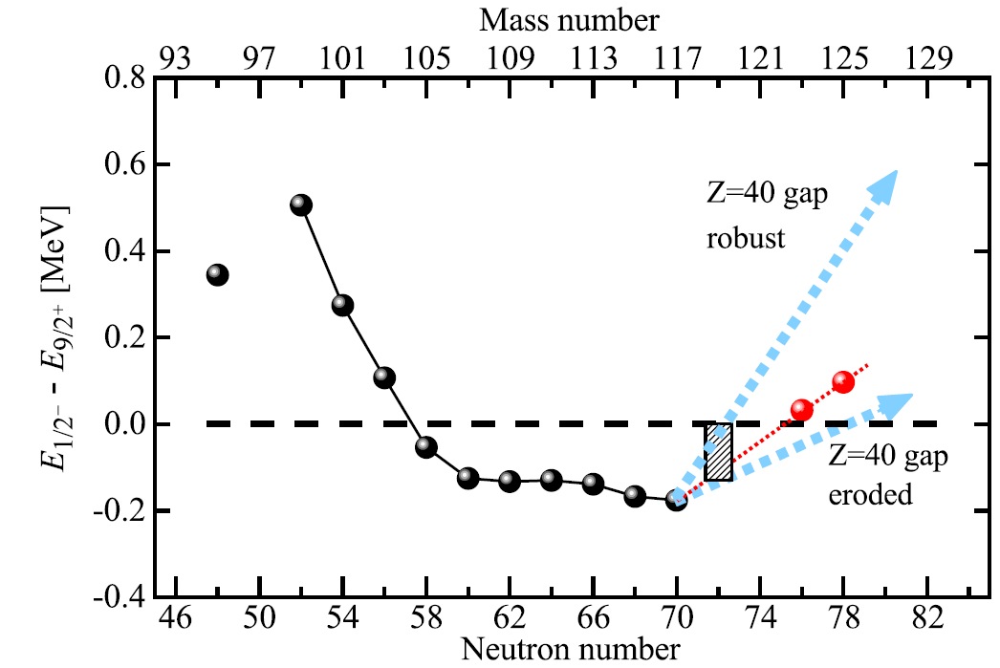 Mass number
93 97 101 103 105 109 113 117 121 125 129
0.8
0.6
0.4
0.2
0.0
-0.2
-0.4
E1/2− - E9/2+ [MeV]
Z=40 gap
robust
Z=40 gap
eroded
46 50 54 58 62 66 70 74 78 82
Neutron number